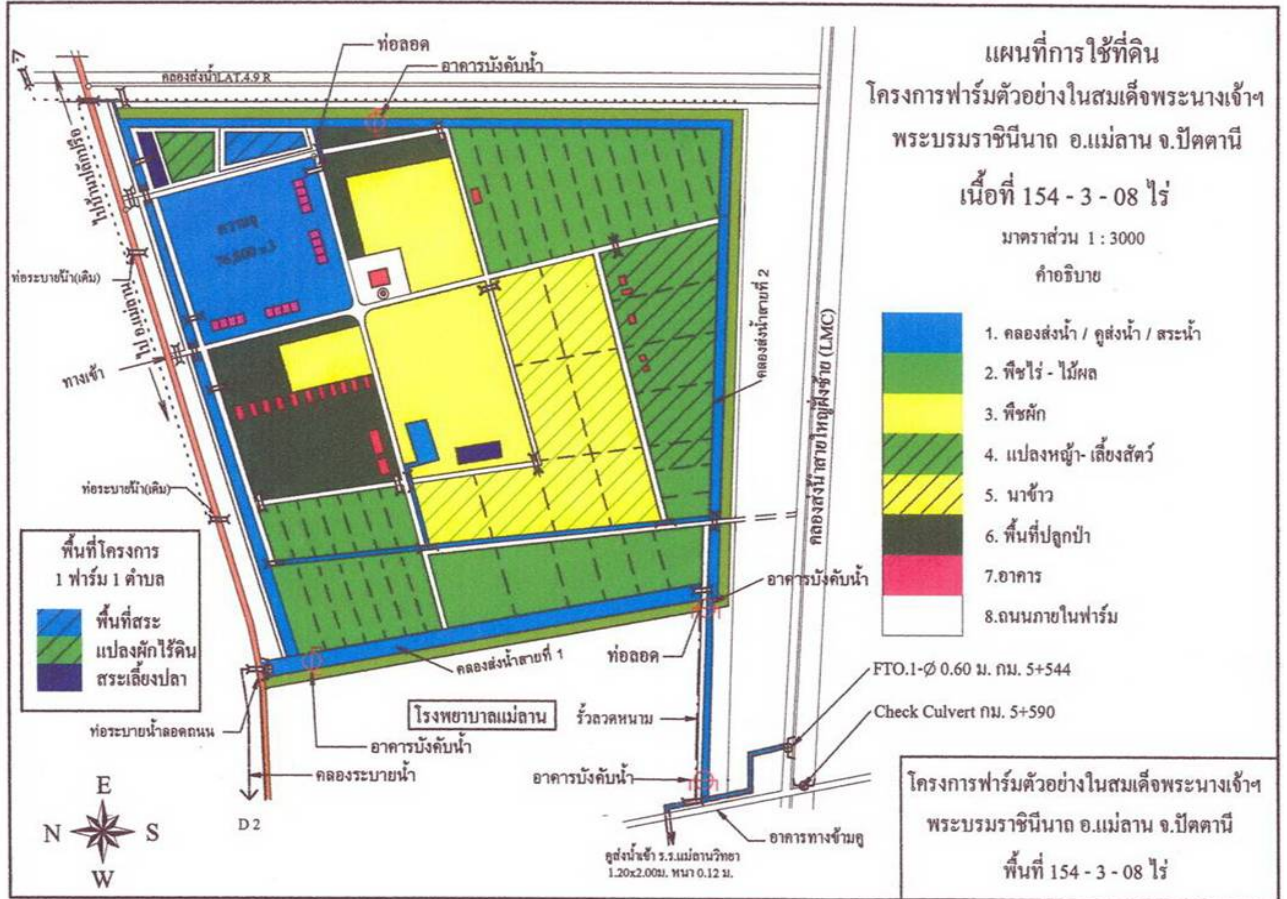 แผนที่การใช้ที่ดิน
โครงการฟาร์มตัวอย่างในสมเด็จพระนางเจ้าฯ
พระบรมราชินีนาถ อ.แม่ลาน จ.ปัตตานี
เนื้อที่ 154 - 3 - 08 ไร่
มาตราส่วน 1 : 3000
คำอธิบาย
1. คลองส่งน้ำ / คูส่งน้ำ / สระน้ำ
2. พืชไร่ - ไม้ผล
3. พืชผัก
4. แปลงหญ้า- เลี้ยงสัตว์
5. นาข้าว
6. พื้นที่ปลูกป่า
7.อาคาร
8.ถนนภายในฟาร์ม
ท่อลอด
อาคารบังคับน้ำ
คลองส่งน้ำLAT.4.9 R
ความจุ
ท่อระบายน้ำ(เดิม)
ไป อ.แม่ลาน
ทางเข้า
คลองส่งน้ำสายที่ 2
คลองส่งน้ำสายใหญ่ฝั่งซ้าย (LMC)
ท่อระบายน้ำ(เดิม)
พื้นที่โครงการ
1 ฟาร์ม 1 ตำบล
พื้นที่สระ
แปลงผักไร้ดิน
สระเลี้ยงปลา
อาคารบังคับน้ำ
ท่อลอด
คลองส่งน้ำสายที่ 1
โรงพยาบาลแม่ลาน
รั้วลวดหนาม
FTO.1-Ø 0.60 ม. กม. 5+544
Check Culvert กม. 5+590
ท่อระบายน้ำลอดถนน
อาคารบังคับน้ำ
คลองระบายน้ำ
อาคารบังคับน้ำ
D 2
E
N S
W
อาคารทางข้ามคู
คูส่งน้ำเข้า ร.ร.แม่ลานวิทยา
1.20x2.00ม. หนา 0.12 ม.
โครงการฟาร์มตัวอย่างในสมเด็จพระนางเจ้าฯ
พระบรมราชินีนาถ อ.แม่ลาน จ.ปัตตานี
พื้นที่ 154 - 3 - 08 ไร่